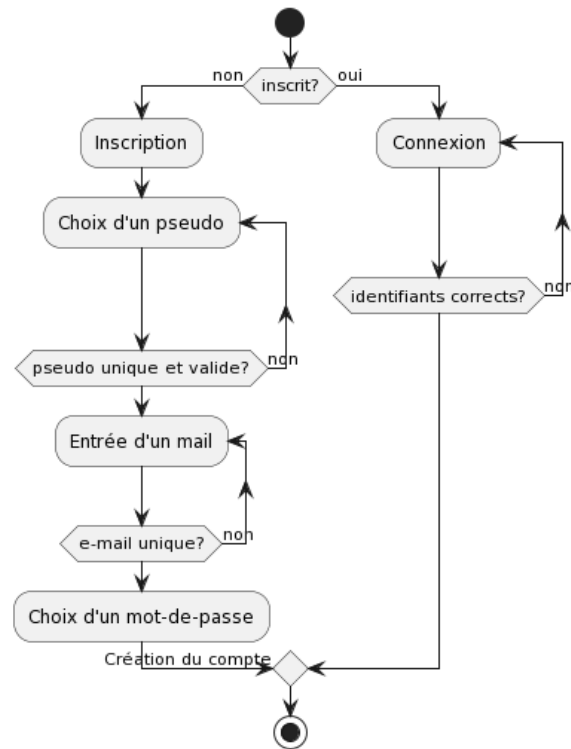 inscrit?
non
oui
Inscription
Choix d'un pseudo
pseudo unique et valide?
non
Entrée d'un mail
e-mail unique?
non
Choix d'un mot-de-passe
Création du compte
Connexion
identifiants corrects?
non